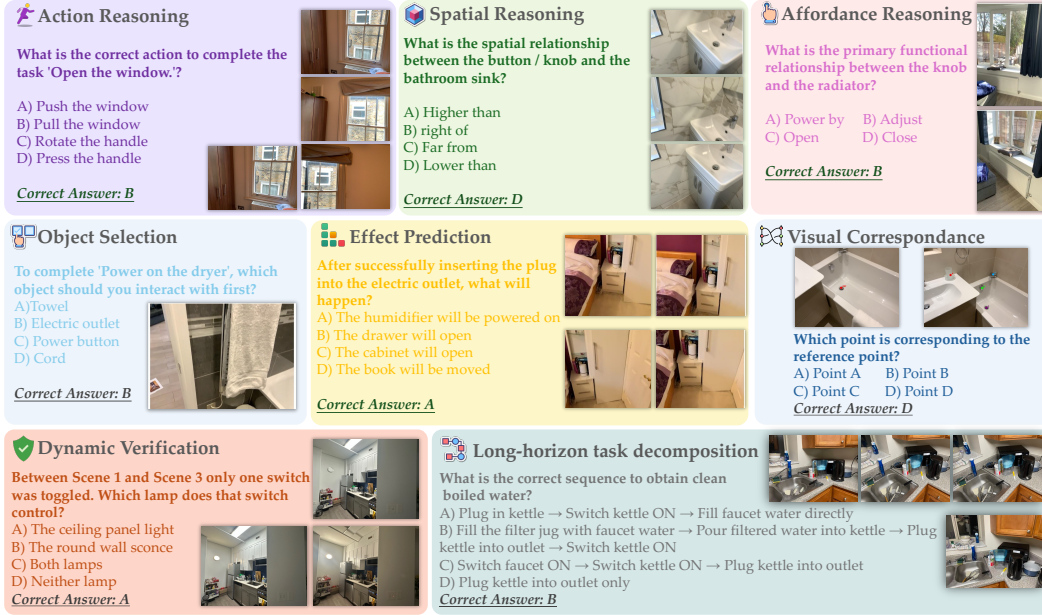 Action Reasoning
What is the correct action to complete the
task 'Open the window.'?
A) Push the window
B) Pull the window
C) Rotate the handle
D) Press the handle
Correct Answer: B
Spatial Reasoning
What is the spatial relationship
between the button / knob and the
bathroom sink?
A) Higher than
B) right of
C) Far from
D) Lower than
Correct Answer: D
Affordance Reasoning
What is the primary functional
relationship between the knob
and the radiator?
A) Power by B) Adjust
C) Open D) Close
Correct Answer: B
Object Selection
To complete 'Power on the dryer', which
object should you interact with first?
A)Towel
B) Electric outlet
C) Power button
D) Cord
Correct Answer: B
Effect Prediction
After successfully inserting the plug
into the electric outlet, what will
happen?
A) The humidifier will be powered on
B) The drawer will open
C) The cabinet will open
D) The book will be moved
Correct Answer: A
Visual Correspondance
Which point is corresponding to the
reference point?
A) Point A B) Point B
C) Point C D) Point D
Correct Answer: D
Dynamic Verification
Between Scene 1 and Scene 3 only one switch
was toggled. Which lamp does that switch
control?
A) The ceiling panel light
B) The round wall sconce
C) Both lamps
D) Neither lamp
Correct Answer: A
Long-horizon task decomposition
What is the correct sequence to obtain clean
boiled water?
A) Plug in kettle → Switch kettle ON → Fill faucet water directly
B) Fill the filter jug with faucet water → Pour filtered water into kettle → Plug
kettle into outlet → Switch kettle ON
C) Switch faucet ON → Switch kettle ON → Plug kettle into outlet
D) Plug kettle into outlet only
Correct Answer: B